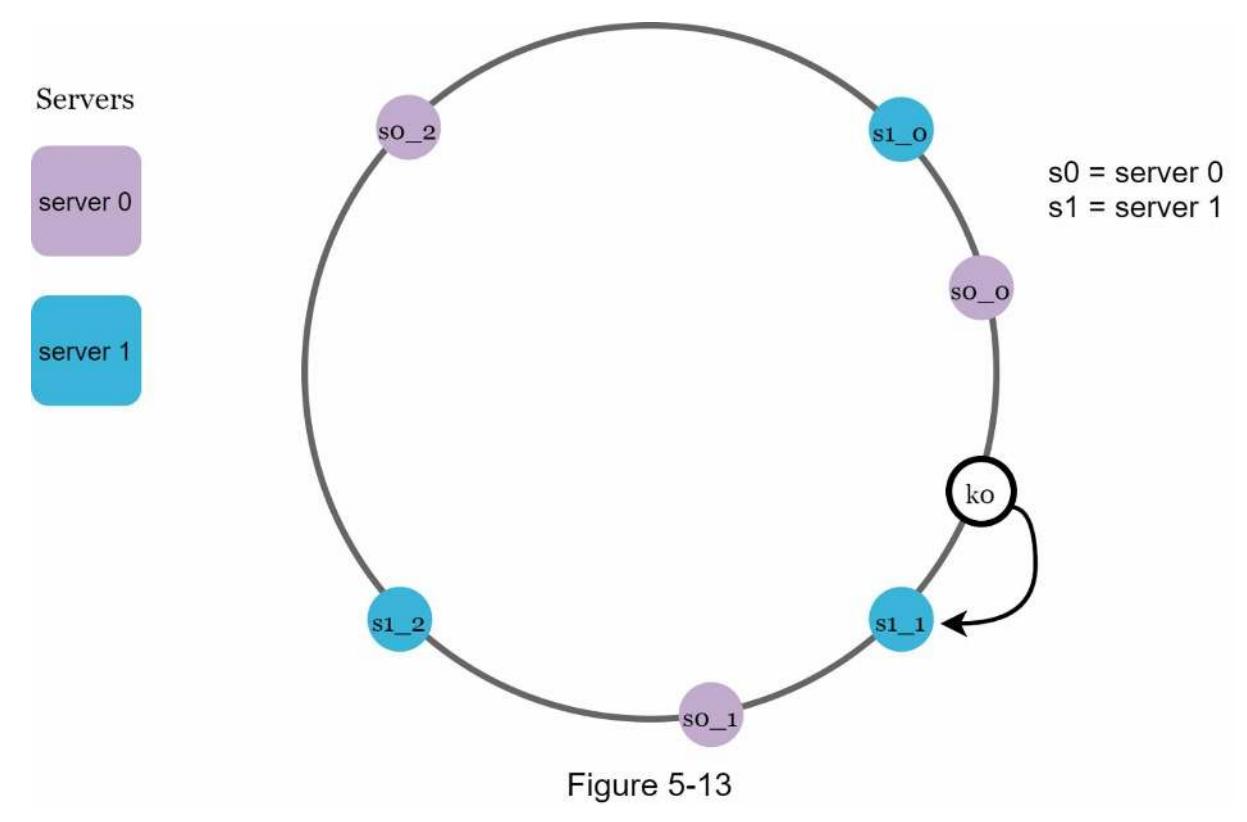 Servers
server 0
server 1
s0_2
s1_0
s0 = server 0
s1 = server 1
s0_0
k0
s1_1
s1_2
s0_1
Figure 5-13